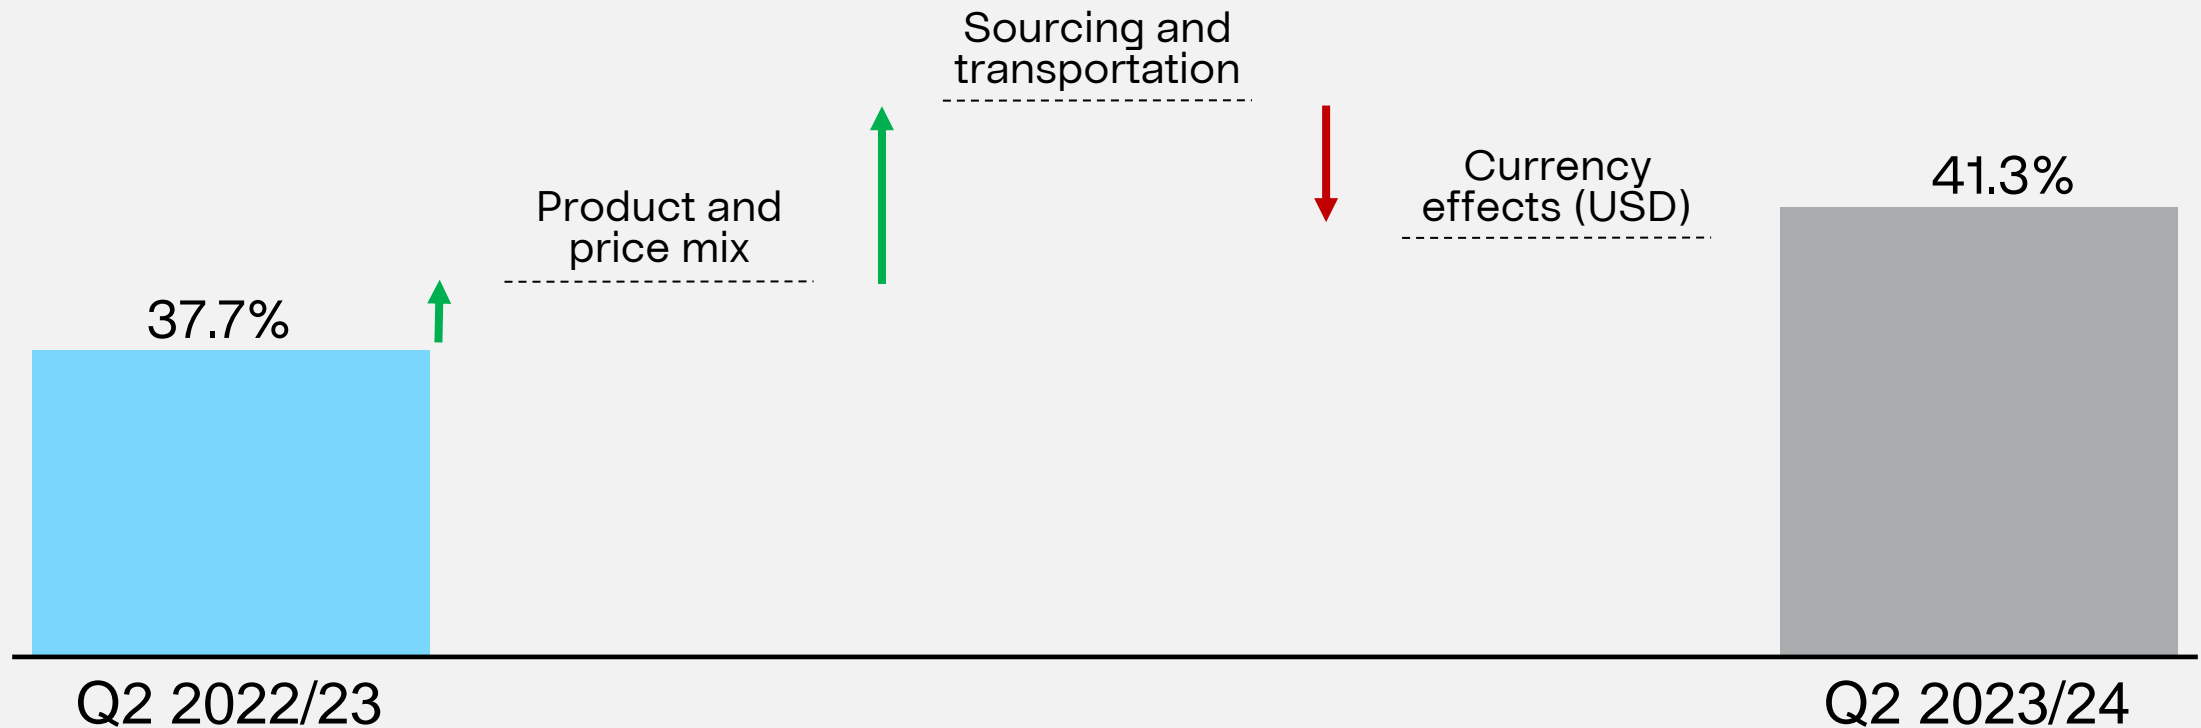 Sourcing and
transportation
Product and
price mix
Currency
effects (USD)
37.7%
41.3%
Q2 2022/23
Q2 2023/24